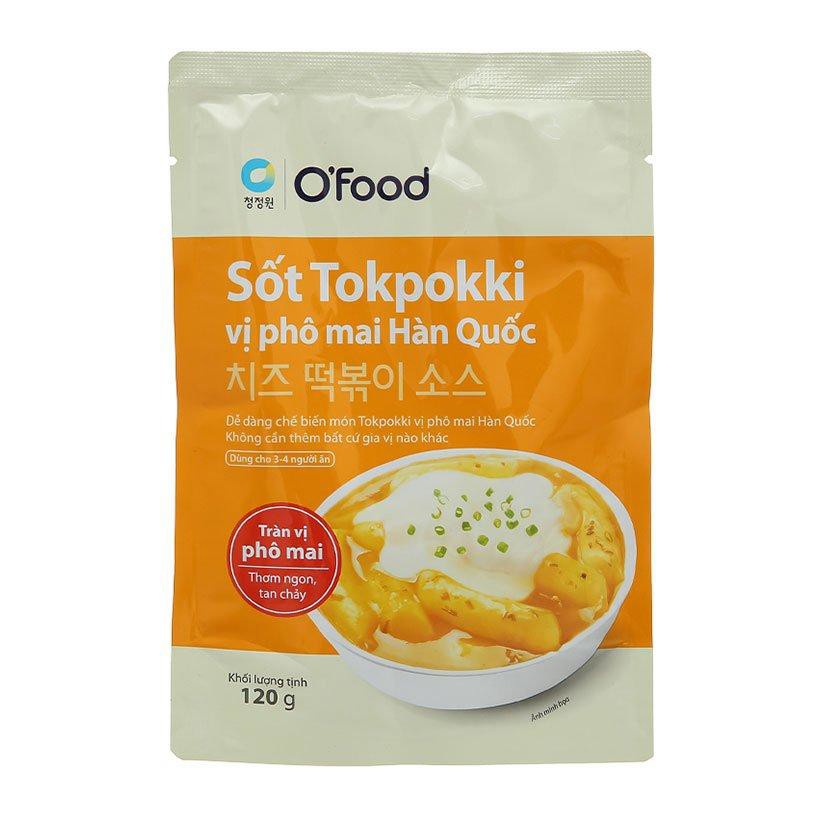 청정원
O'Food
Sốt Tokpokki
vị phô mai Hàn Quốc
치즈 떡볶이 소스
Dễ dàng chế biến món Tokpokki vị phô mai Hàn Quốc
Không cần thêm bất cứ gia vị nào khác
Dùng cho 3-4 người ăn
Tràn vị
phô mai
Thơm ngon,
tan chảy
Khối lượng tịnh
120 g
Ảnh minh họa